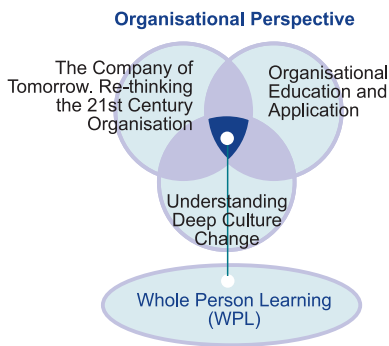 Organisational Perspective
The Company of
Tomorrow. Re-thinking
the 21st Century
Organisation
Organisational
Education and
Application
Understanding
Deep Culture
Change
Whole Person Learning
(WPL)